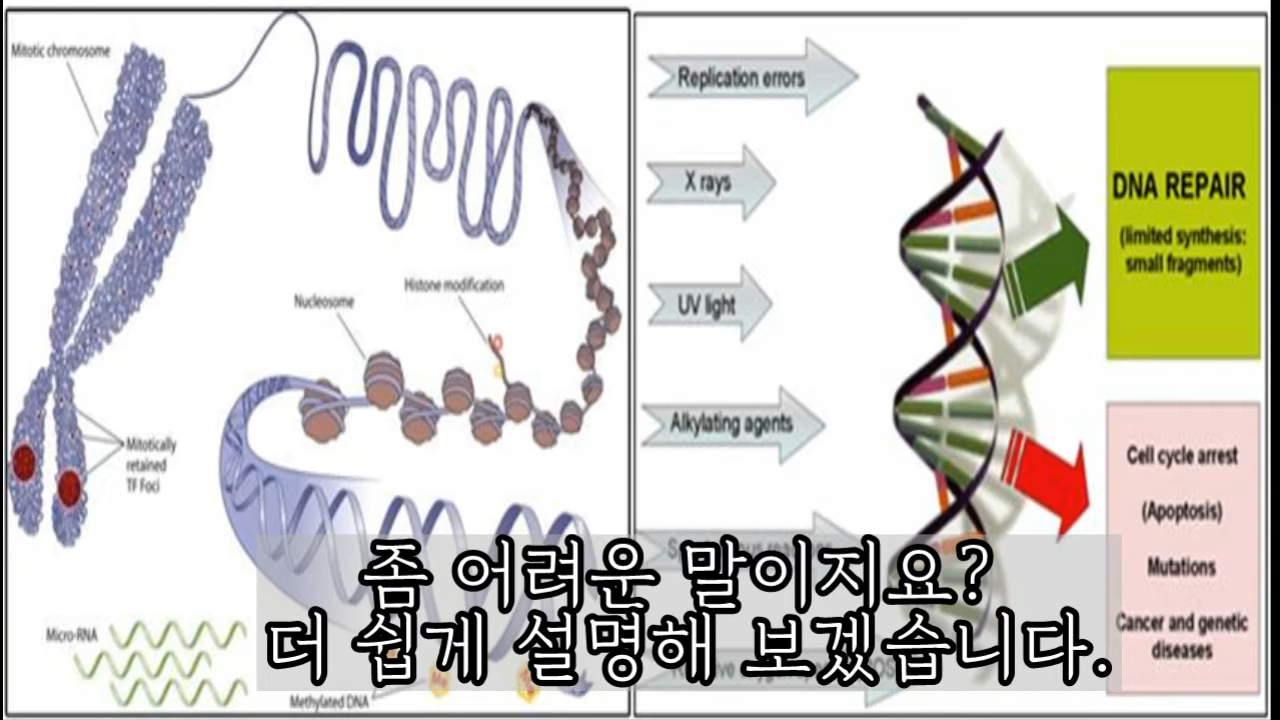 Mitotic chromosome
Nucleosome
Histone modification
Mitotically
retained
TF Foci
Micro-RNA
Methylated DNA
Replication errors
X rays
UV light
Alkylating agents
DNA REPAIR
(limited synthesis:
small fragments)
Cell cycle arrest
(Apoptosis)
Mutations
Cancer and genetic
diseases
좀 어려운 말이지요?
더 쉽게 설명해 보겠습니다.